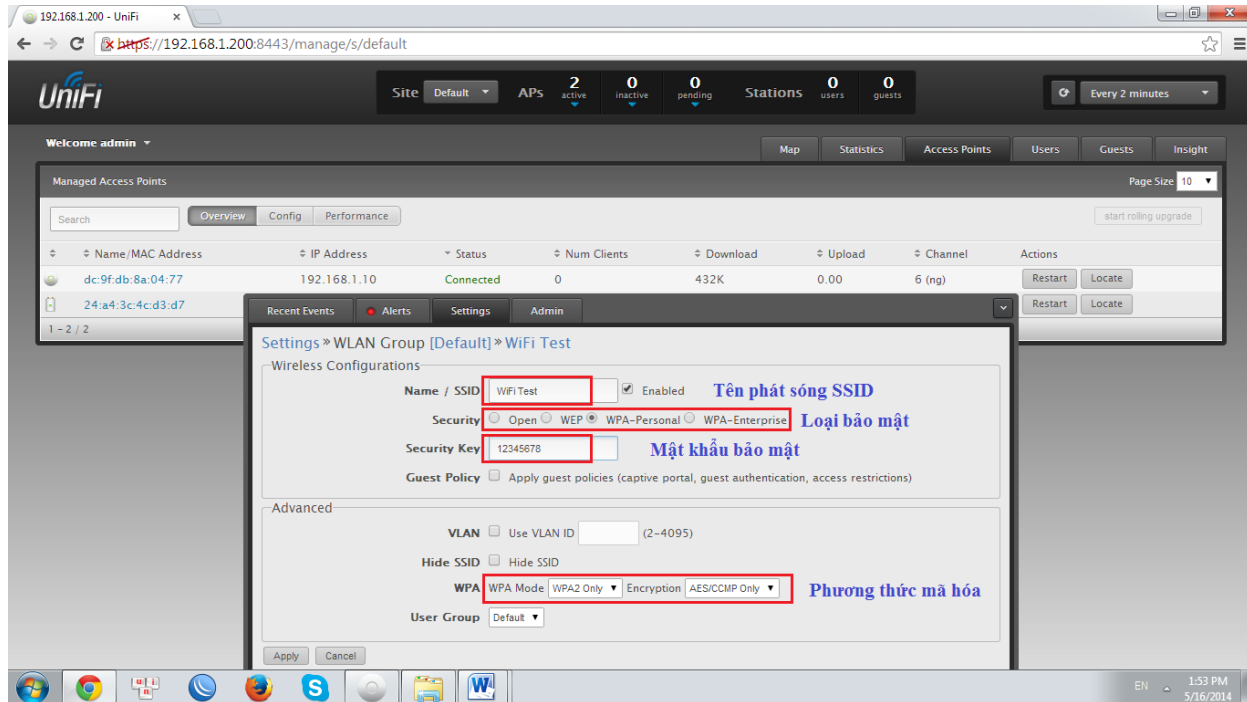 192.168.1.200 - UniFi
https://192.168.1.200:8443/manage/s/default
UniFi
Site Default APs 2 active 0 inactive 0 pending Stations 0 users 0 guests
Every 2 minutes
Welcome admin
Map Statistics Access Points Users Guests Insight
Managed Access Points Page Size 10
Search Overview Config Performance start rolling upgrade
Name/MAC Address IP Address Status Num Clients Download Upload Channel Actions
dc:9f:db:8a:04:77 192.168.1.10 Connected 0 432K 0.00 6 (ng) Restart Locate
24:a4:3c:4c:d3:d7 Restart Locate
1 - 2 / 2
Recent Events Alerts Settings Admin
Settings » WLAN Group [Default] » WiFi Test
Wireless Configurations
Name / SSID WiFi Test Enabled Tên phát sóng SSID
Security Open WEP WPA-Personal WPA-Enterprise Loại bảo mật
Security Key 12345678 Mật khẩu bảo mật
Guest Policy Apply guest policies (captive portal, guest authentication, access restrictions)
Advanced
VLAN Use VLAN ID (2-4095)
Hide SSID Hide SSID
WPA WPA Mode WPA2 Only Encryption AES/CCMP Only Phương thức mã hóa
User Group Default
Apply Cancel
EN 1:53 PM
5/16/2014